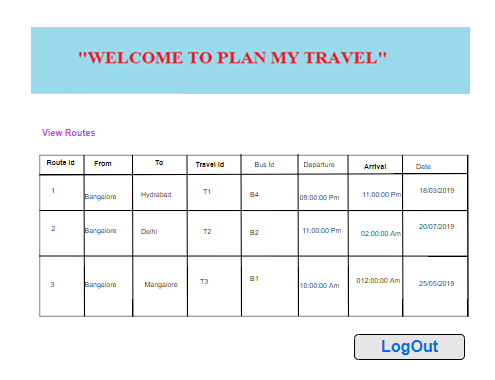 "WELCOME TO PLAN MY TRAVEL"
View Routes
Route Id From To Travel Id Bus Id Departure Arrival Date
1 Bangalore Hydrabad T1 B4 09:00:00 Pm 11:00:00 Pm 18/03/2019
2 Bangalore Delhi T2 B2 11:00:00 Pm 02:00:00 Am 20/07/2019
3 Bangalore Mangalore T3 B1 10:00:00 Am 012:00:00 Am 25/05/2019
LogOut